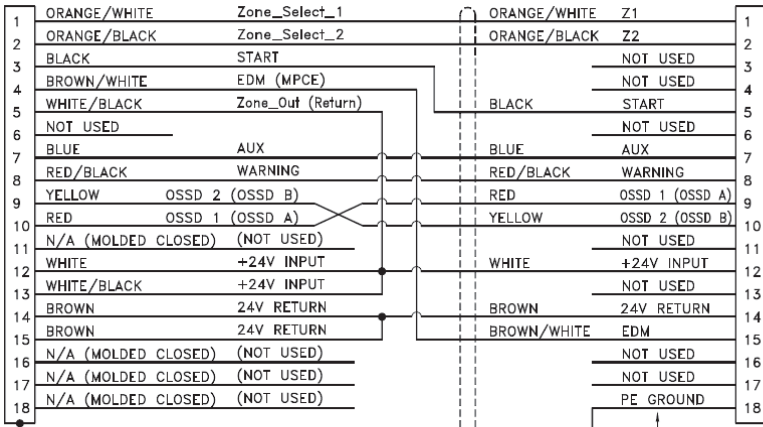 1 ORANGE/WHITE Zone_Select_1 ORANGE/WHITE Z1 1
2 ORANGE/BLACK Zone_Select_2 ORANGE/BLACK Z2 2
3 BLACK START NOT USED 3
4 BROWN/WHITE EDM (MPCE) NOT USED 4
5 WHITE/BLACK Zone_Out (Return) BLACK START 5
6 NOT USED NOT USED 6
7 BLUE AUX BLUE AUX 7
8 RED/BLACK WARNING RED/BLACK WARNING 8
9 YELLOW OSSD 2 (OSSD B) RED OSSD 1 (OSSD A) 9
10 RED OSSD 1 (OSSD A) YELLOW OSSD 2 (OSSD B) 10
11 N/A (MOLDED CLOSED) (NOT USED) NOT USED 11
12 WHITE +24V INPUT WHITE +24V INPUT 12
13 WHITE/BLACK +24V INPUT NOT USED 13
14 BROWN 24V RETURN BROWN 24V RETURN 14
15 BROWN 24V RETURN BROWN/WHITE EDM 15
16 N/A (MOLDED CLOSED) (NOT USED) NOT USED 16
17 N/A (MOLDED CLOSED) (NOT USED) NOT USED 17
18 N/A (MOLDED CLOSED) (NOT USED) PE GROUND 18